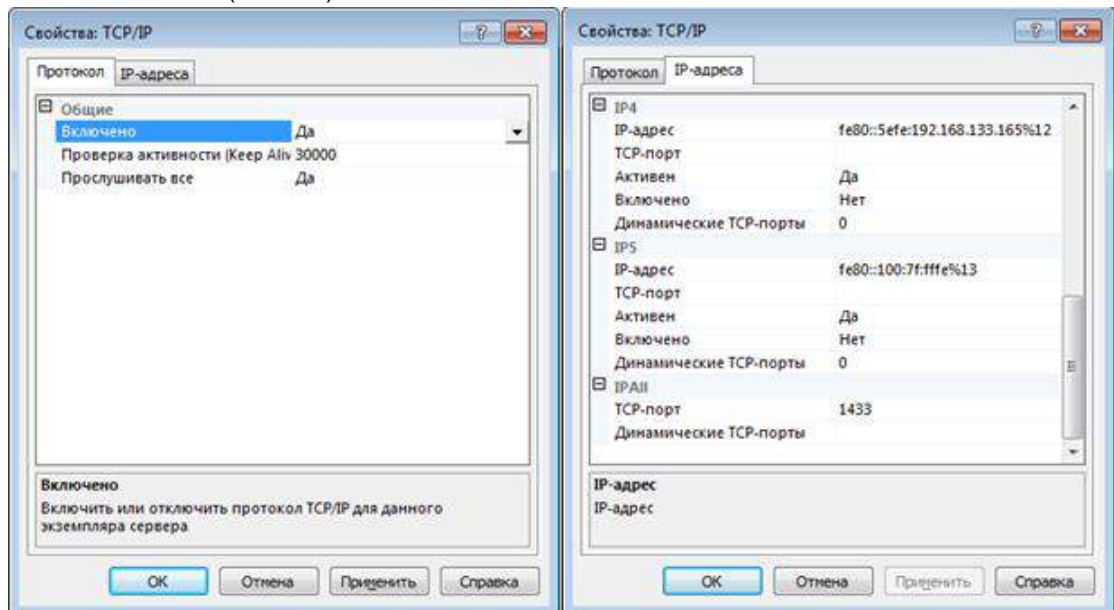 Свойства: TCP/IP
Протокол IP-адреса
Общие
Включено Да
Проверка активности (Keep Aliv 30000
Прослушивать все Да
Включено
Включить или отключить протокол TCP/IP для данного
экземпляра сервера
ОК Отмена Применить Справка
Свойства: TCP/IP
Протокол IP-адреса
IP4
IP-адрес fe80::5efe:192.168.133.165%12
TCP-порт
Активен Да
Включено Нет
Динамические TCP-порты 0
IP5
IP-адрес fe80::100:7f:fffe%13
TCP-порт
Активен Да
Включено Нет
Динамические TCP-порты 0
IPAll
TCP-порт 1433
Динамические TCP-порты
IP-адрес
IP-адрес
ОК Отмена Применить Справка